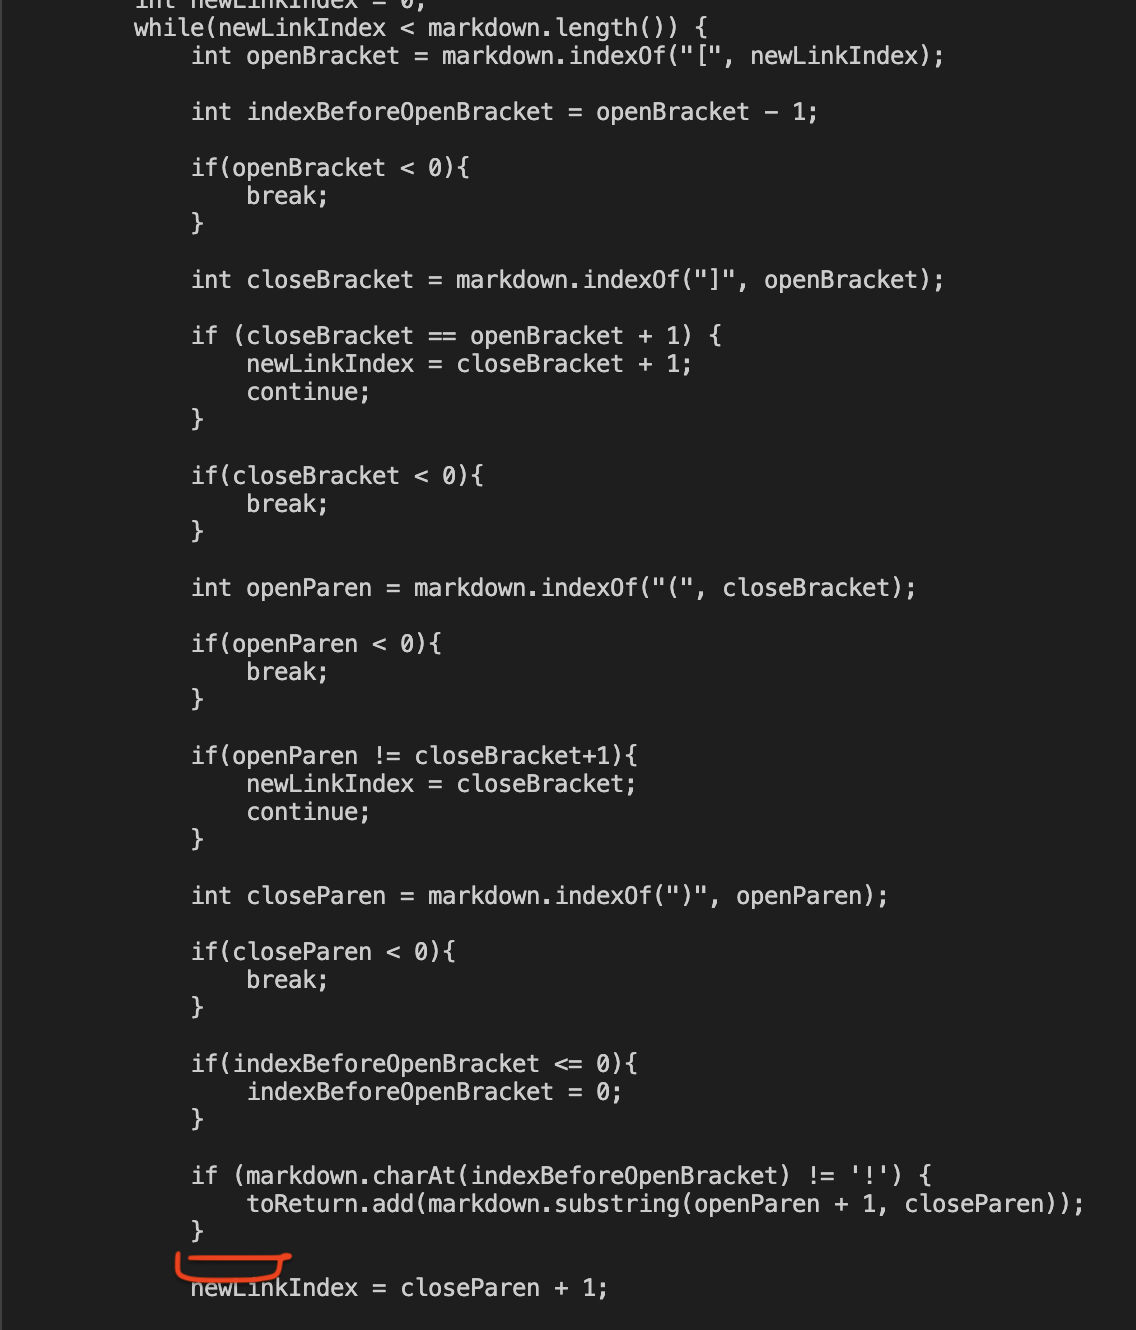 int newLinkIndex = 0;
while(newLinkIndex < markdown.length()) {
int openBracket = markdown.indexOf("[", newLinkIndex);
int indexBeforeOpenBracket = openBracket - 1;
if(openBracket < 0){
break;
}
int closeBracket = markdown.indexOf("]", openBracket);
if (closeBracket == openBracket + 1) {
newLinkIndex = closeBracket + 1;
continue;
}
if(closeBracket < 0){
break;
}
int openParen = markdown.indexOf("(", closeBracket);
if(openParen < 0){
break;
}
if(openParen != closeBracket+1){
newLinkIndex = closeBracket;
continue;
}
int closeParen = markdown.indexOf(")", openParen);
if(closeParen < 0){
break;
}
if(indexBeforeOpenBracket <= 0){
indexBeforeOpenBracket = 0;
}
if (markdown.charAt(indexBeforeOpenBracket) != '!') {
toReturn.add(markdown.substring(openParen + 1, closeParen));
}
newLinkIndex = closeParen + 1;